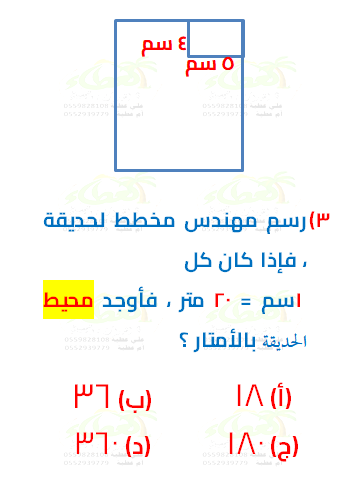 ٤ سم
٥ سم
٣) رسم مهندس مخطط لحديقة
، فإذا كان كل
١سم = ٢٠ متر ، فأوجد محيط
الحديقة بالأمتار ؟
(أ) ١٨
(ب) ٣٦
(ج) ١٨٠
(د) ٣٦٠